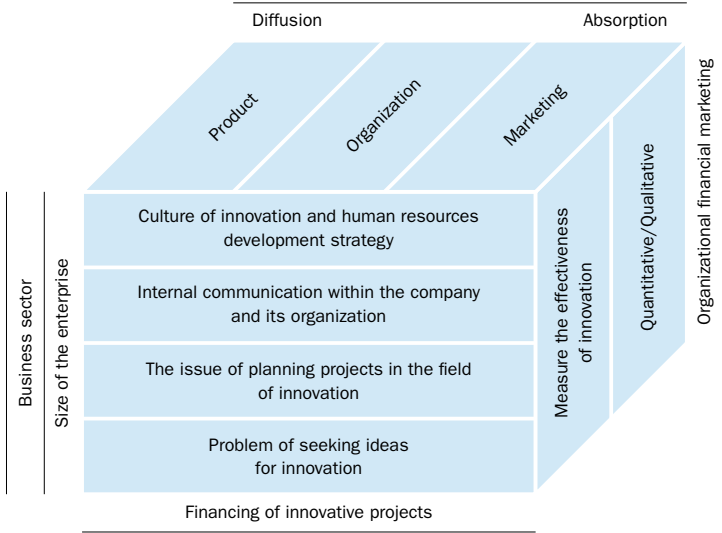 Diffusion
Absorption
Product
Organization
Marketing
Organizational financial marketing
Business sector
Size of the enterprise
Culture of innovation and human resources
development strategy
Internal communication within the company
and its organization
The issue of planning projects in the field
of innovation
Problem of seeking ideas
for innovation
Measure the effectiveness
of innovation
Quantitative/Qualitative
Financing of innovative projects